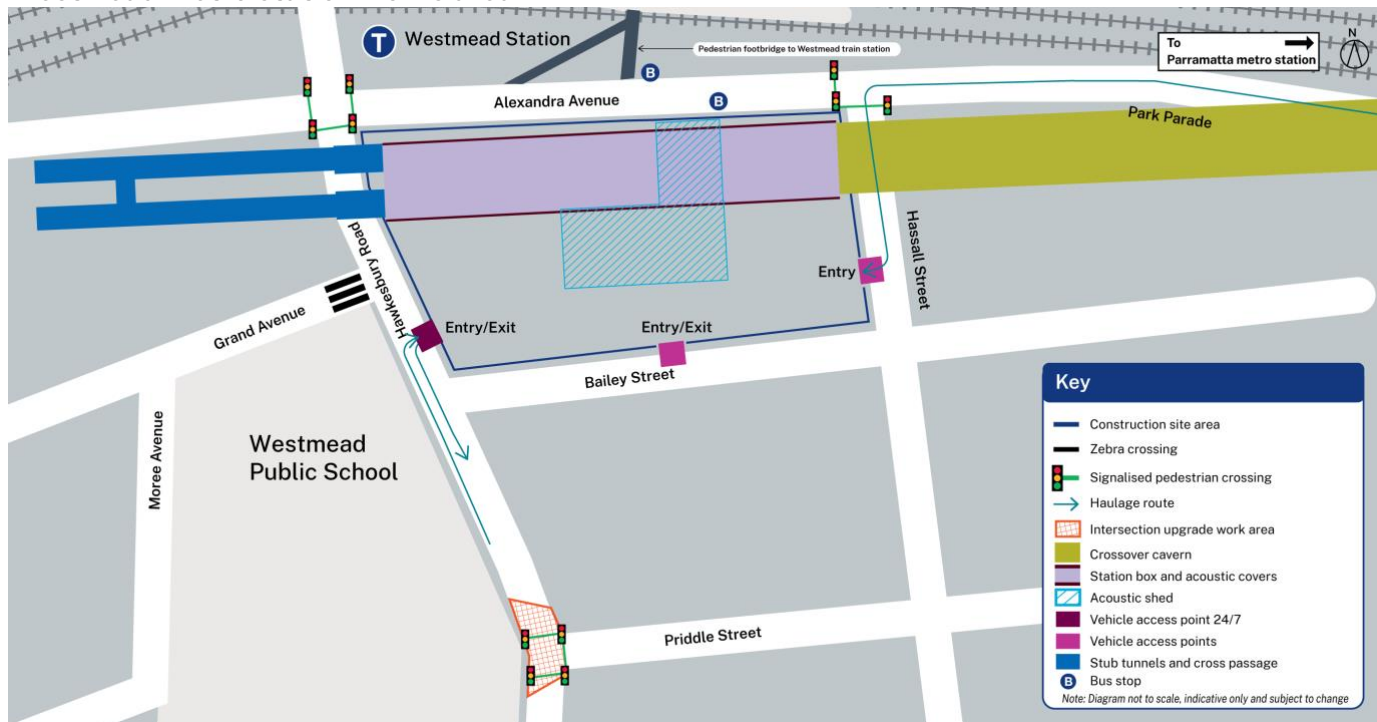 T
Westmead Station
Pedestrian footbridge to Westmead train station
To
Parramatta metro station
N
B
B
Alexandra Avenue
Park Parade
Hawkesbury Road
Hassall Street
Entry
Grand Avenue
Entry/Exit
Entry/Exit
Bailey Street
Moree Avenue
Westmead
Public School
Priddle Street
Key
Construction site area
Zebra crossing
Signalised pedestrian crossing
Haulage route
Intersection upgrade work area
Crossover cavern
Station box and acoustic covers
Acoustic shed
Vehicle access point 24/7
Vehicle access points
Stub tunnels and cross passage
B Bus stop
Note: Diagram not to scale, indicative only and subject to change